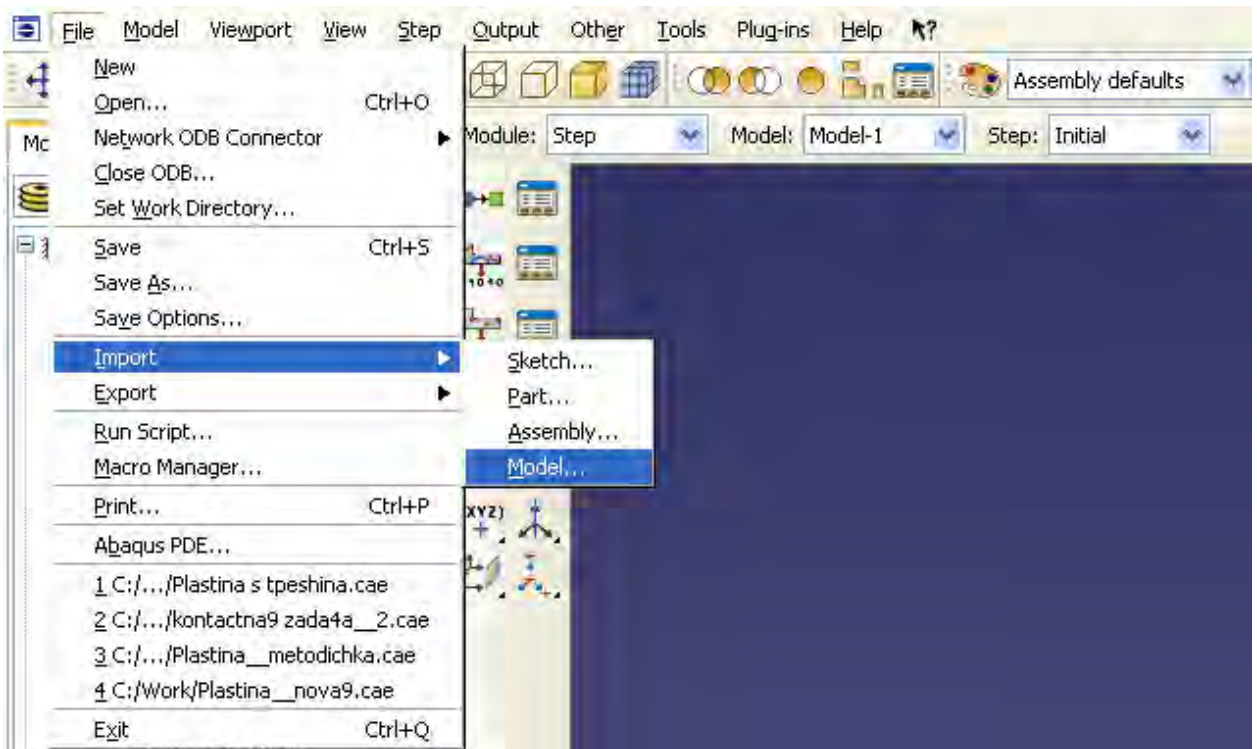 File Model Viewport View Step Output Other Tools Plug-ins Help
Assembly defaults
Module: Step Model: Model-1 Step: Initial
New
Open... Ctrl+O
Network ODB Connector
Close ODB...
Set Work Directory...
Save Ctrl+S
Save As...
Save Options...
Import
Export
Run Script...
Macro Manager...
Print... Ctrl+P
Abaqus PDE...
1 C:/.../Plastina s tpeshina.cae
2 C:/.../kontactna9 zada4a__2.cae
3 C:/.../Plastina__metodichka.cae
4 C:/Work/Plastina__nova9.cae
Exit Ctrl+Q
Sketch...
Part...
Assembly...
Model...
XYZ)